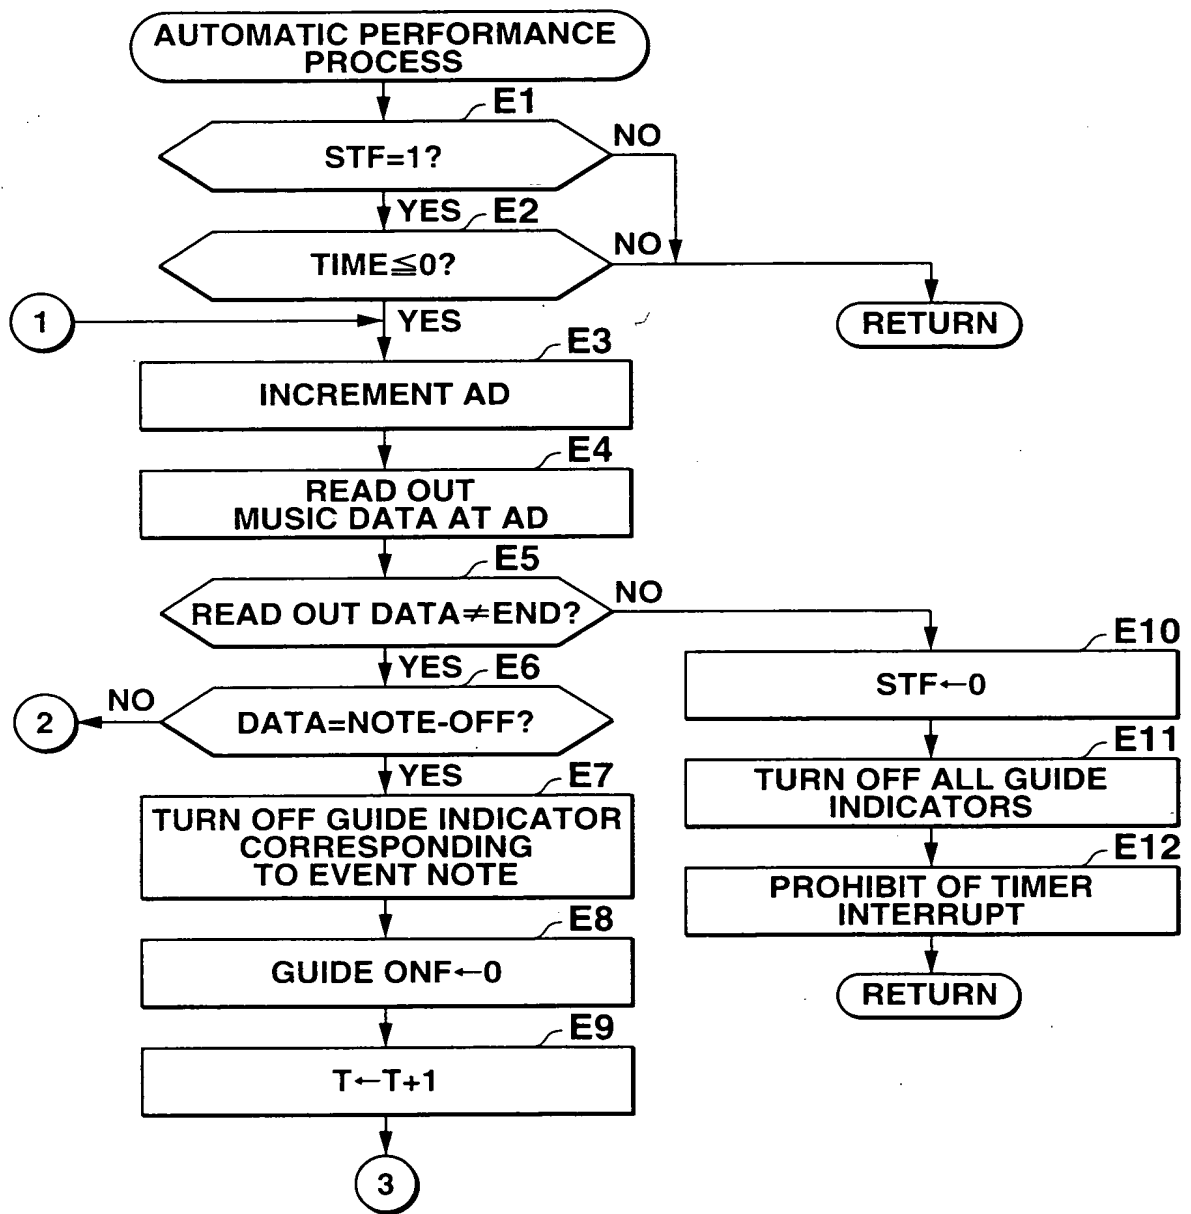 AUTOMATIC PERFORMANCE
PROCESS
E1
STF=1?
NO
YES
E2
TIME≦0?
NO
1
YES
RETURN
E3
INCREMENT AD
E4
READ OUT
MUSIC DATA AT AD
E5
READ OUT DATA≠END?
NO
YES
E6
DATA=NOTE-OFF?
NO
2
YES
E7
TURN OFF GUIDE INDICATOR
CORRESPONDING
TO EVENT NOTE
E8
GUIDE ONF←0
E9
T←T+1
3
E10
STF←0
E11
TURN OFF ALL GUIDE
INDICATORS
E12
PROHIBIT OF TIMER
INTERRUPT
RETURN